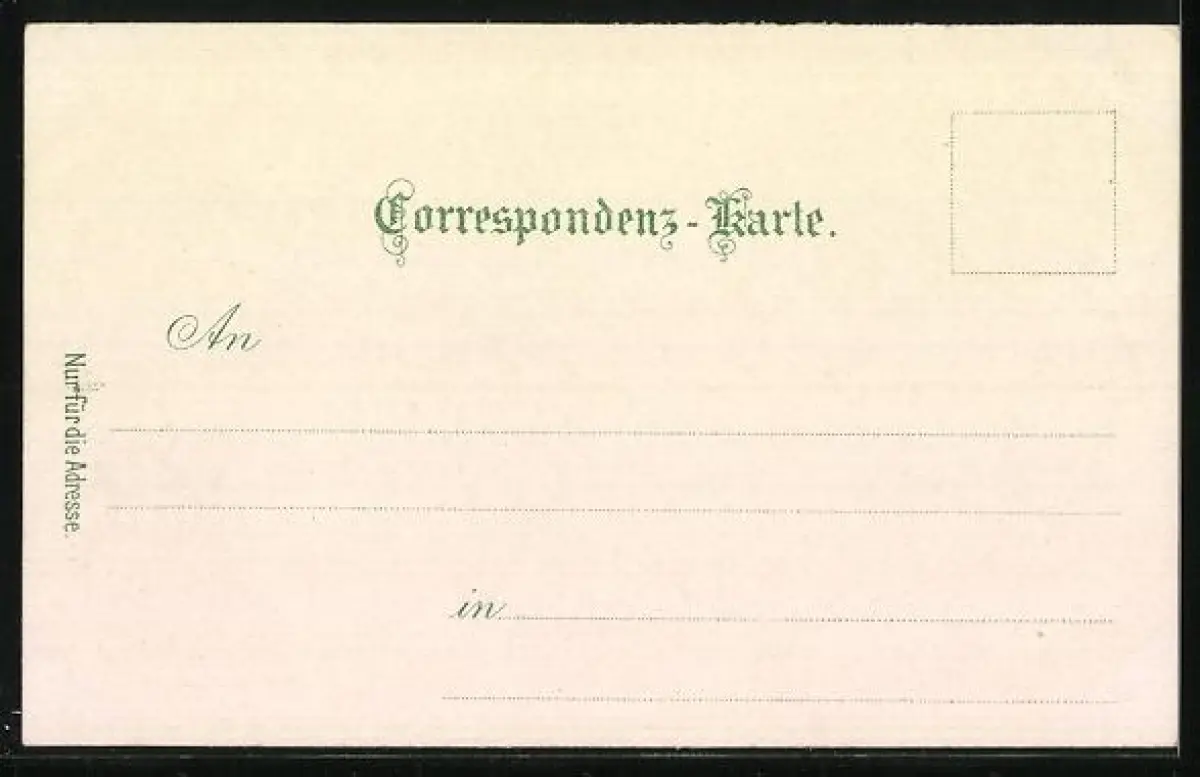 Correspondenz-Karte.
An
Nur für die Adresse.
in